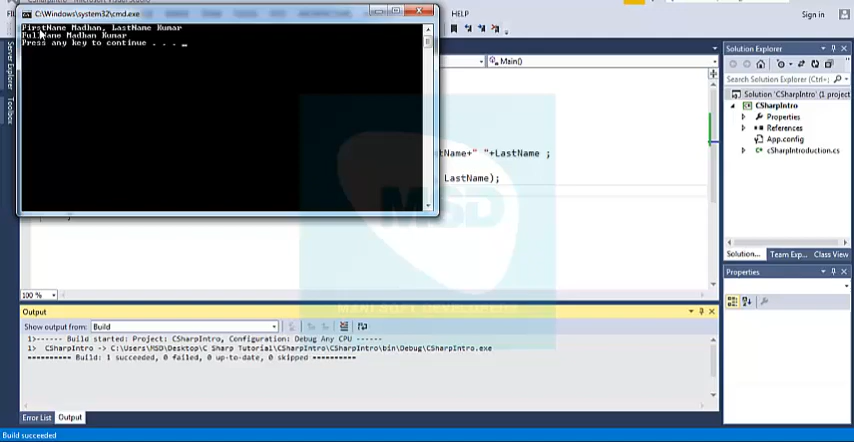 C:\Windows\system32\cmd.exe
FirstName Madhan, LastName Kumar
FullName Madhan Kumar
Press any key to continue . . .
HELP
Sign in
Server Explorer
Toolbox
Main()
tName+" "+LastName ;
LastName);
MSD
100 %
Solution Explorer
Search Solution Explorer (Ctrl+;
Solution 'CSharpIntro' (1 project
CSharpIntro
Properties
References
App.config
cSharpIntroduction.cs
Solution... Team Exp... Class View
Properties
Output
Show output from: Build
1>------ Build started: Project: CSharpIntro, Configuration: Debug Any CPU ------
1> CSharpIntro -> C:\Users\MSD\Desktop\C Sharp Tutorial\CSharpIntro\CSharpIntro\bin\Debug\CSharpIntro.exe
========== Build: 1 succeeded, 0 failed, 0 up-to-date, 0 skipped ==========
Error List Output
Build succeeded